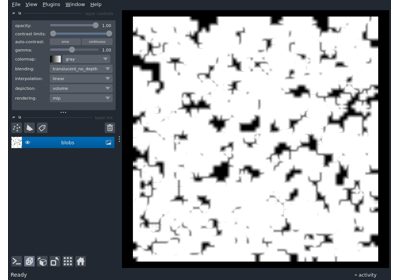 File View Plugins Window Help
opacity: 1.00
contrast limits:
auto-contrast: once continuous
gamma: 1.00
colormap: gray
blending: translucent_no_depth
interpolation: linear
depiction: volume
rendering: mip
blobs
Ready
activity